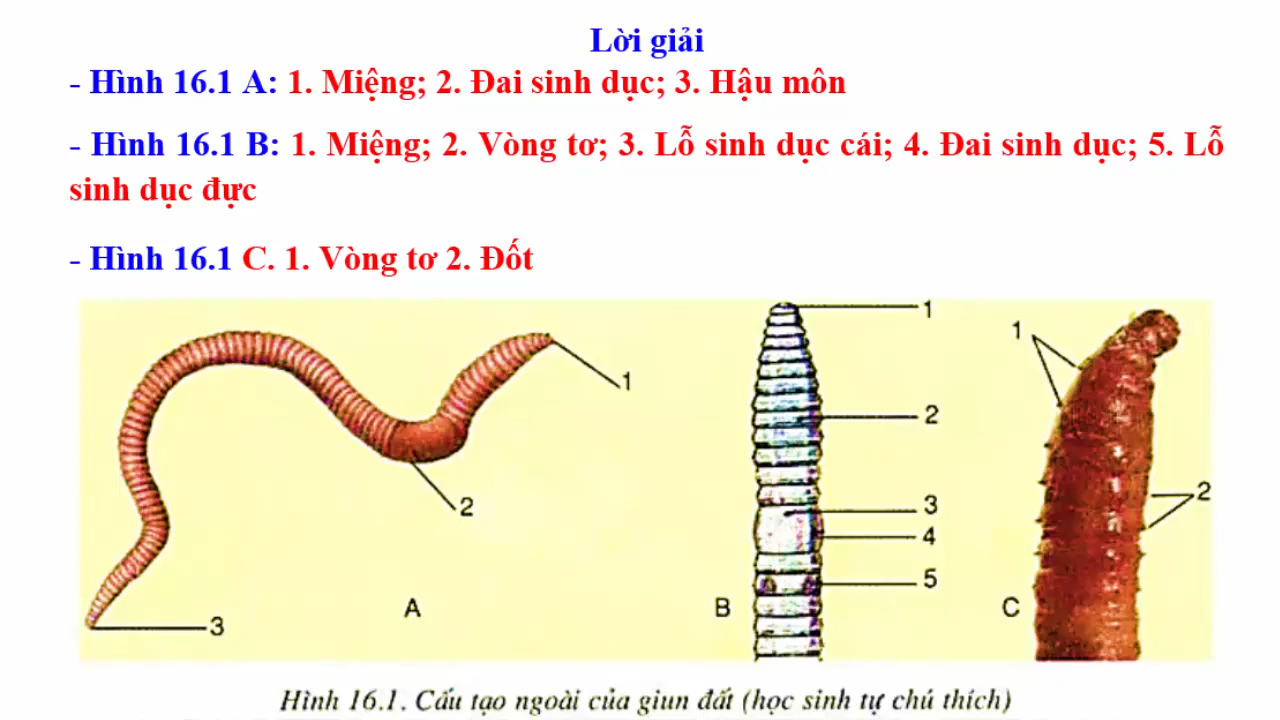 Lời giải
- Hình 16.1 A: 1. Miệng; 2. Đai sinh dục; 3. Hậu môn
- Hình 16.1 B: 1. Miệng; 2. Vòng tơ; 3. Lỗ sinh dục cái; 4. Đai sinh dục; 5. Lỗ
sinh dục đực
- Hình 16.1 C. 1. Vòng tơ 2. Đốt
1
2
3
A
1
2
3
4
5
B
1
2
C
Hình 16.1. Cấu tạo ngoài của giun đất (học sinh tự chú thích)